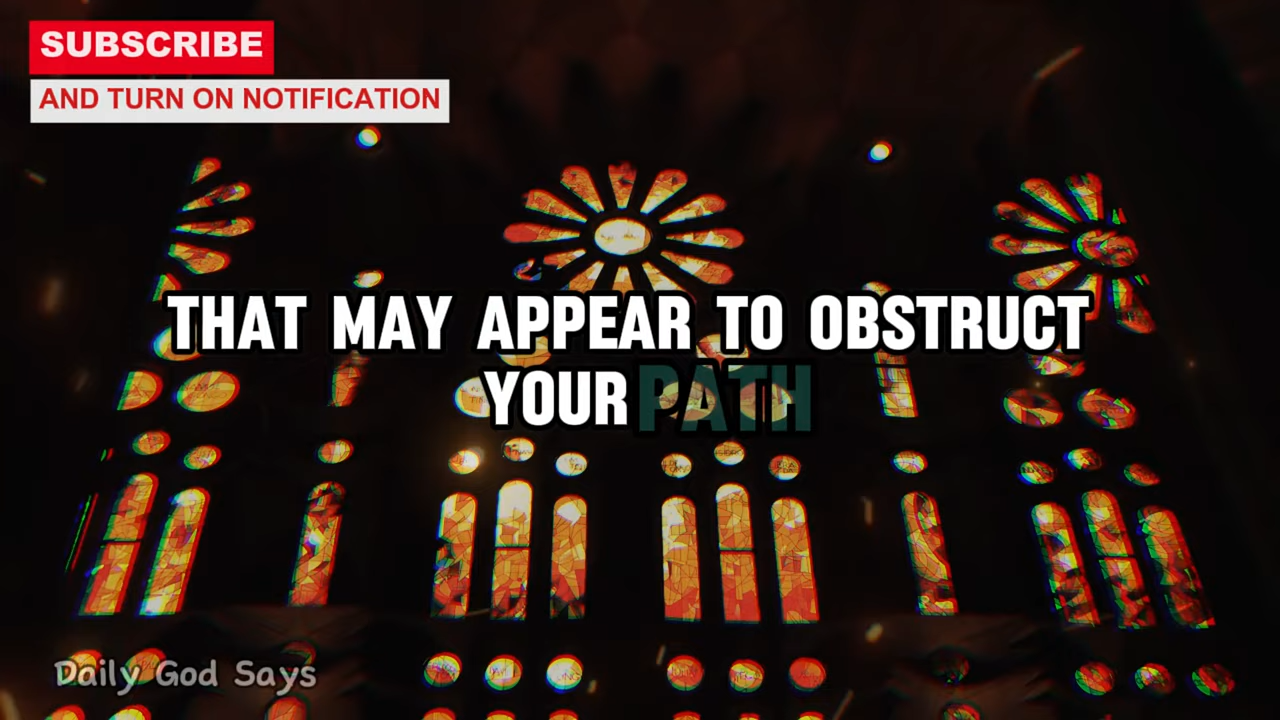 SUBSCRIBE
AND TURN ON NOTIFICATION
THAT MAY APPEAR TO OBSTRUCT
YOUR PATH
Daily God Says